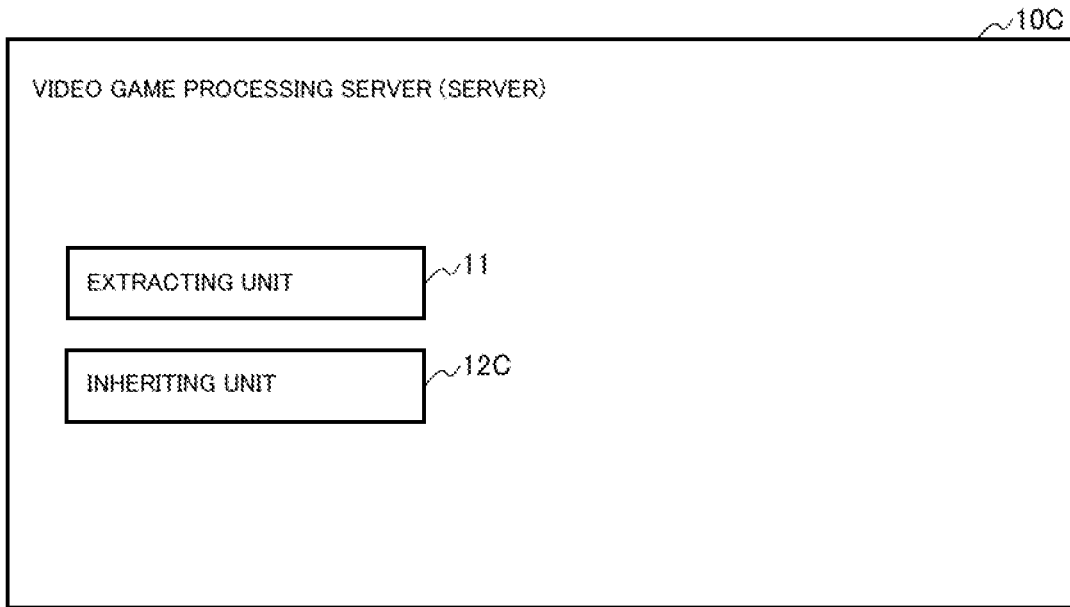 10C
VIDEO GAME PROCESSING SERVER (SERVER)
EXTRACTING UNIT
11
INHERITING UNIT
12C